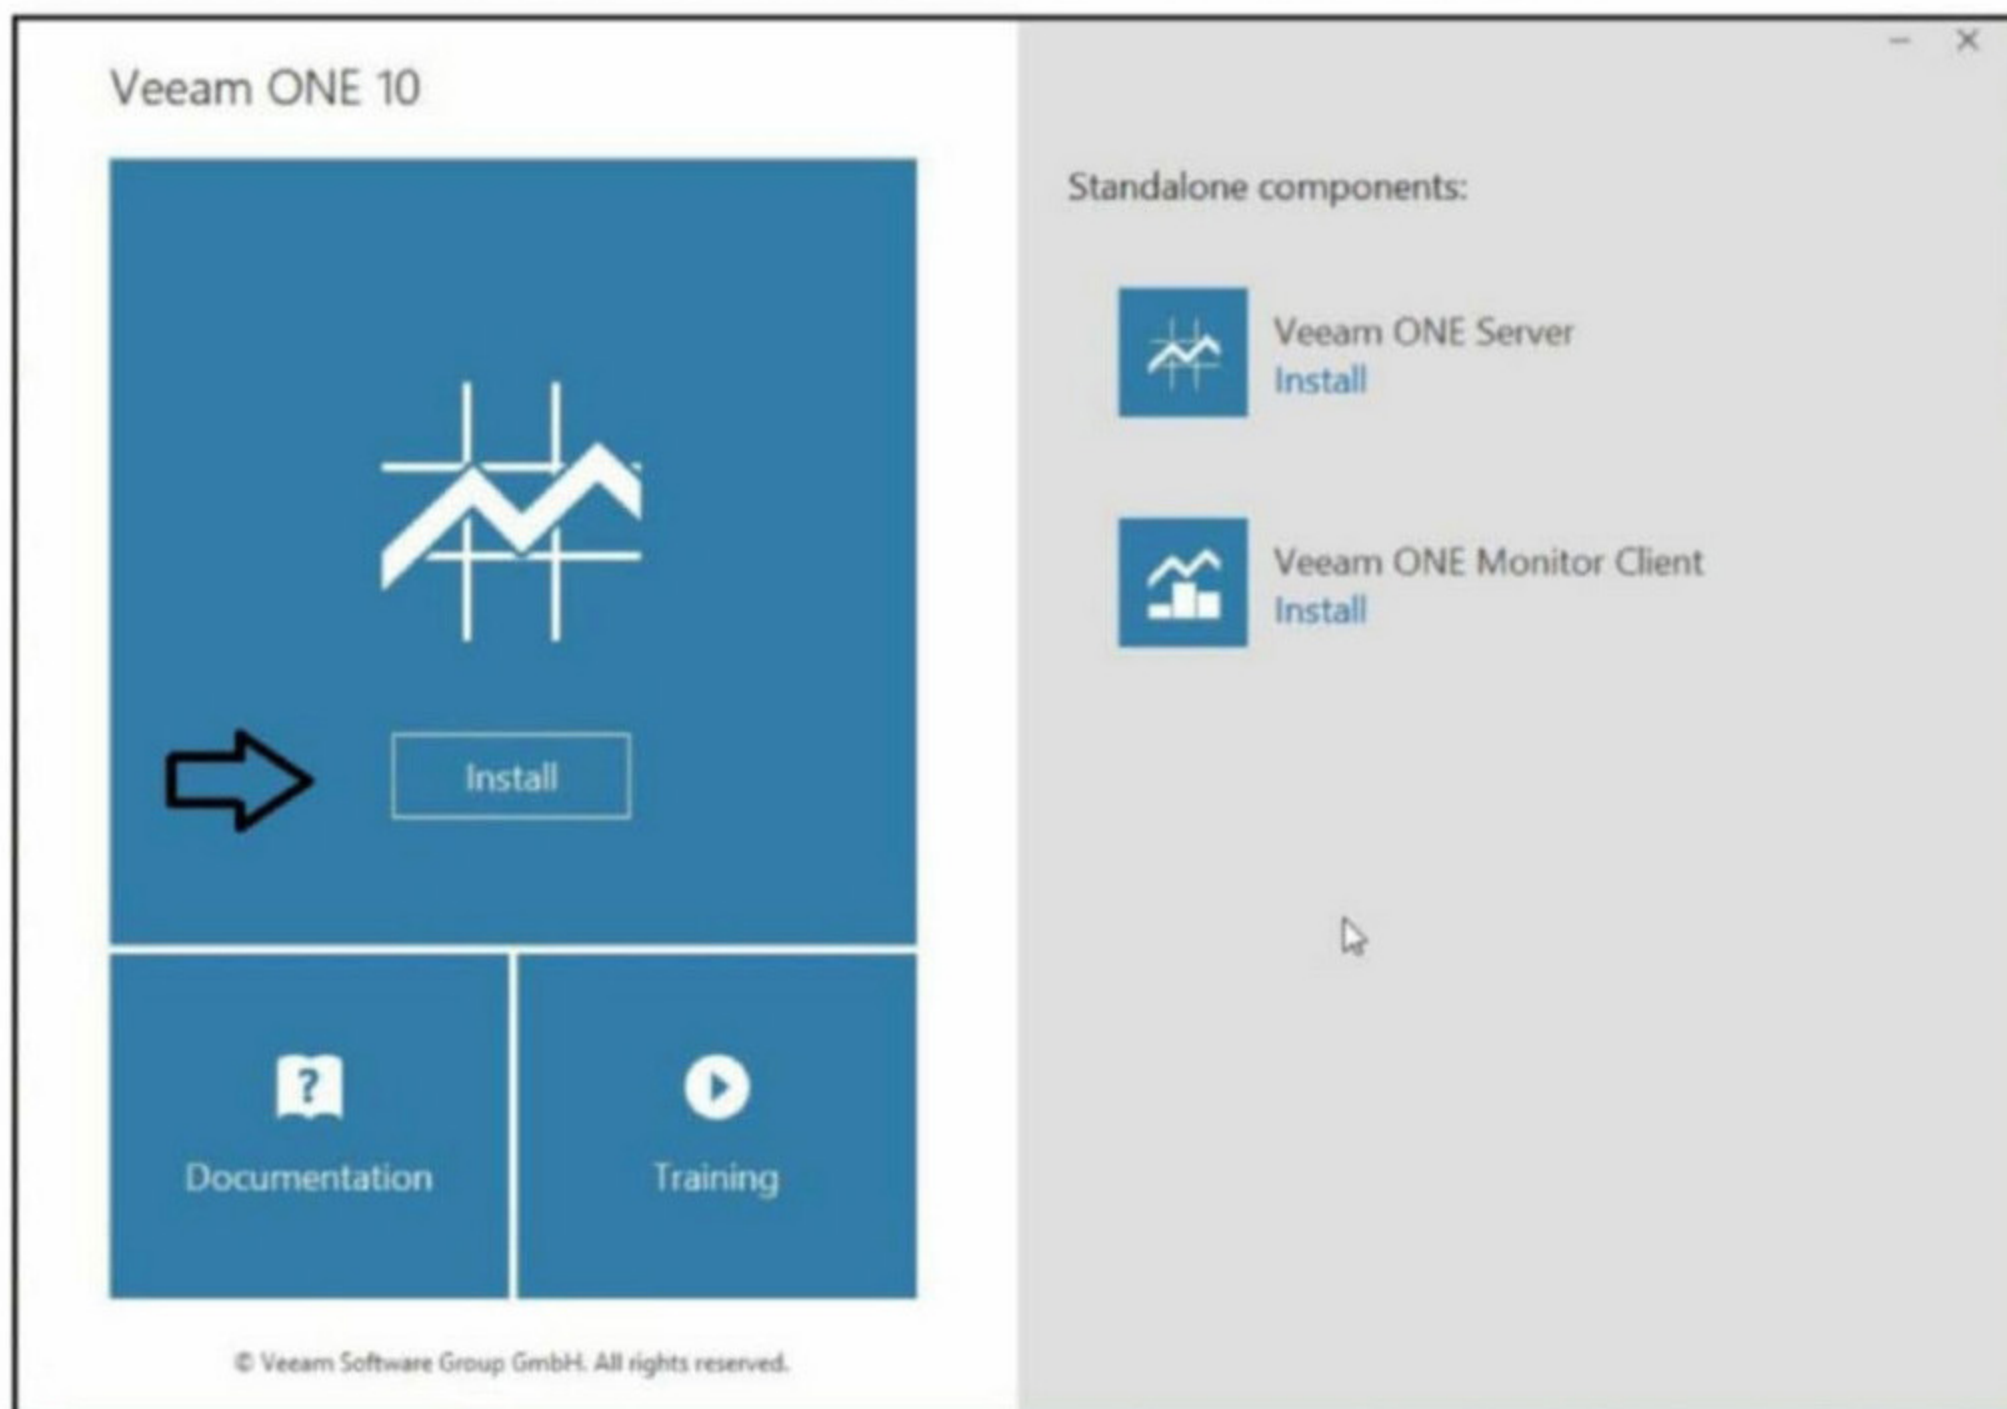 Veeam ONE 10
Install
Documentation
Training
© Veeam Software Group GmbH. All rights reserved.
Standalone components:
Veeam ONE Server
Install
Veeam ONE Monitor Client
Install